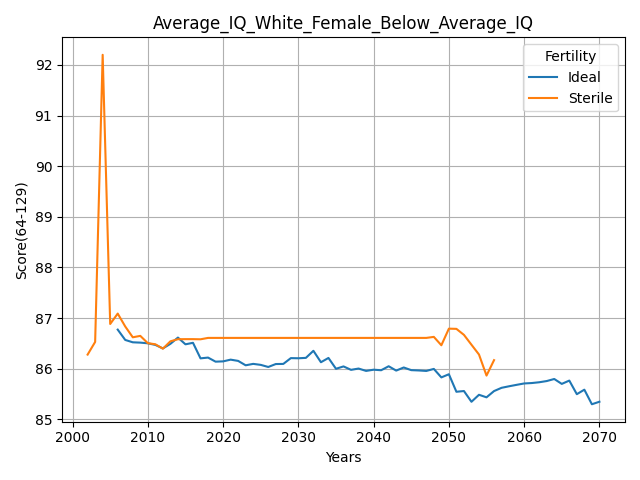 Average_IQ_White_Female_Below_Average_IQ
Fertility
Ideal
Sterile
Score(64-129)
92
91
90
89
88
87
86
85
2000 2010 2020 2030 2040 2050 2060 2070
Years